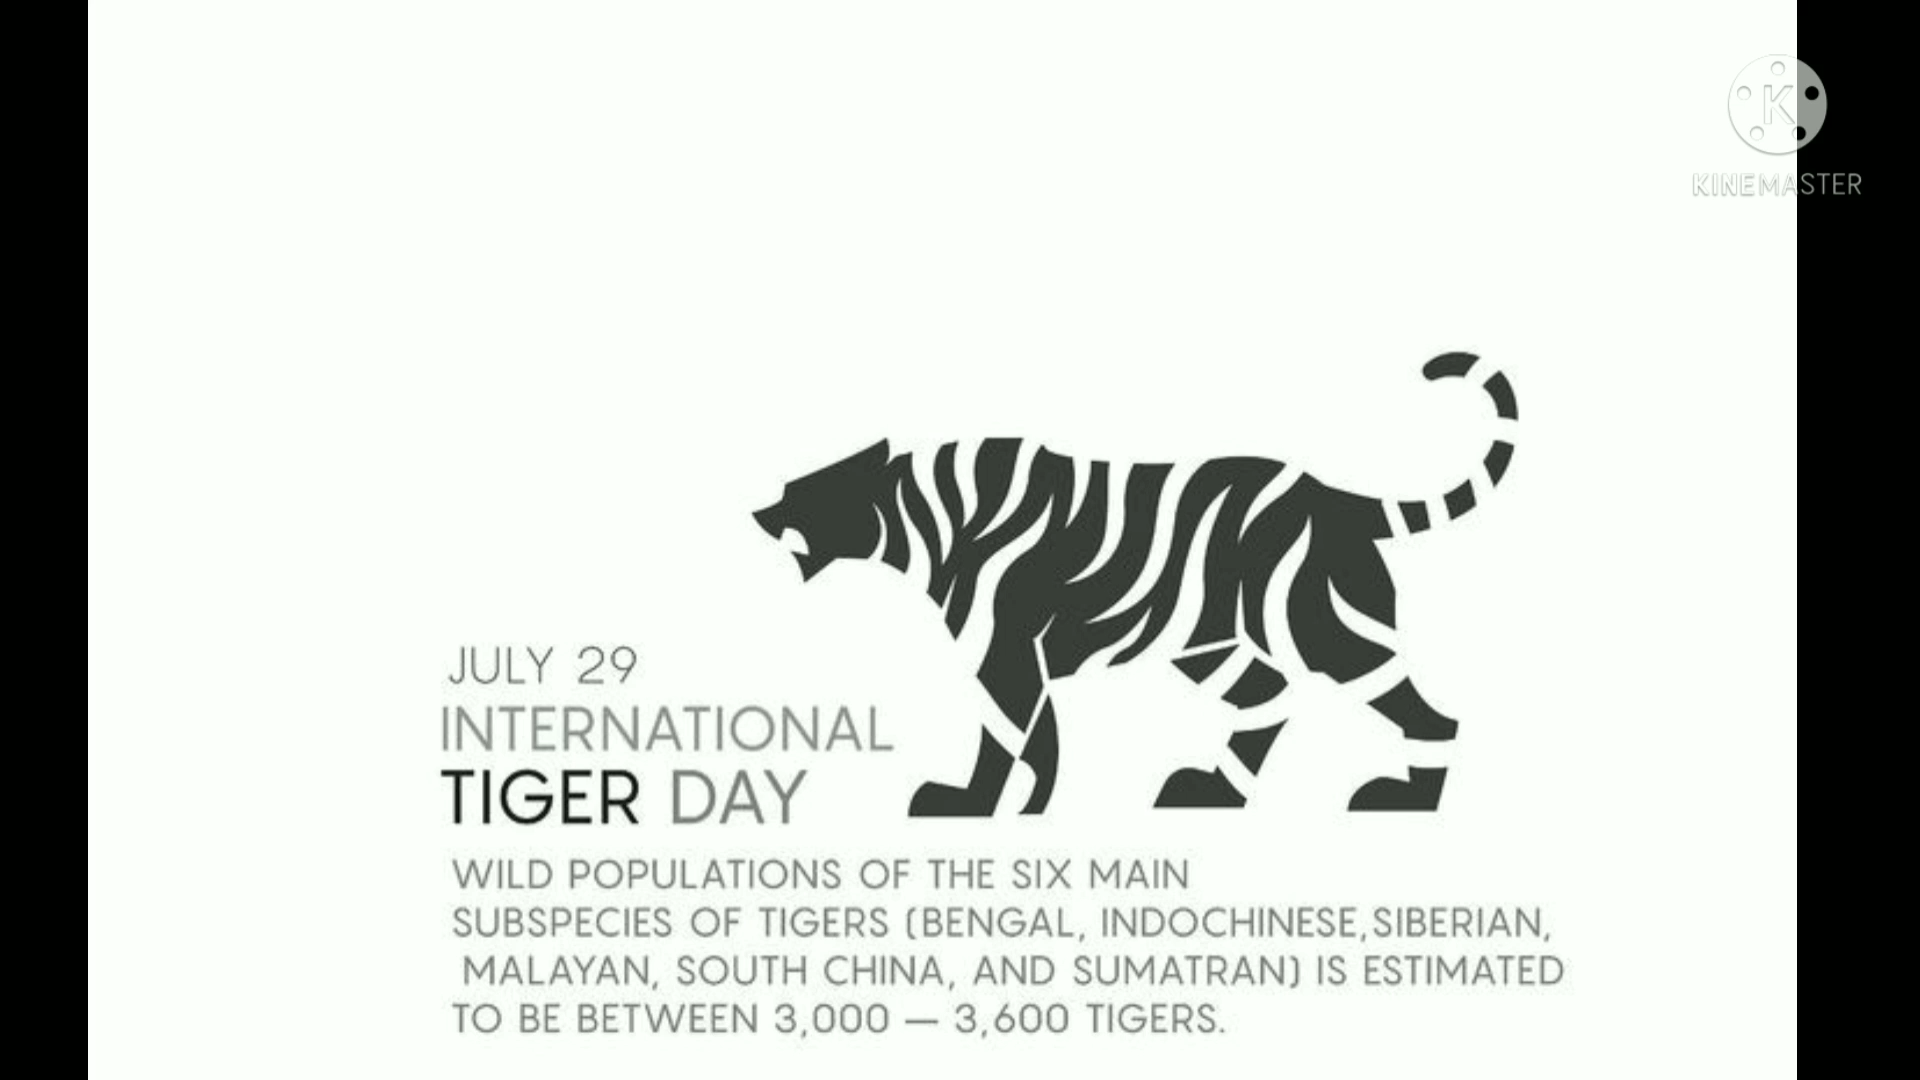 K
KINEMASTER
JULY 29
INTERNATIONAL
TIGER DAY
WILD POPULATIONS OF THE SIX MAIN
SUBSPECIES OF TIGERS (BENGAL, INDOCHINESE,SIBERIAN,
MALAYAN, SOUTH CHINA, AND SUMATRAN) IS ESTIMATED
TO BE BETWEEN 3,000 — 3,600 TIGERS.